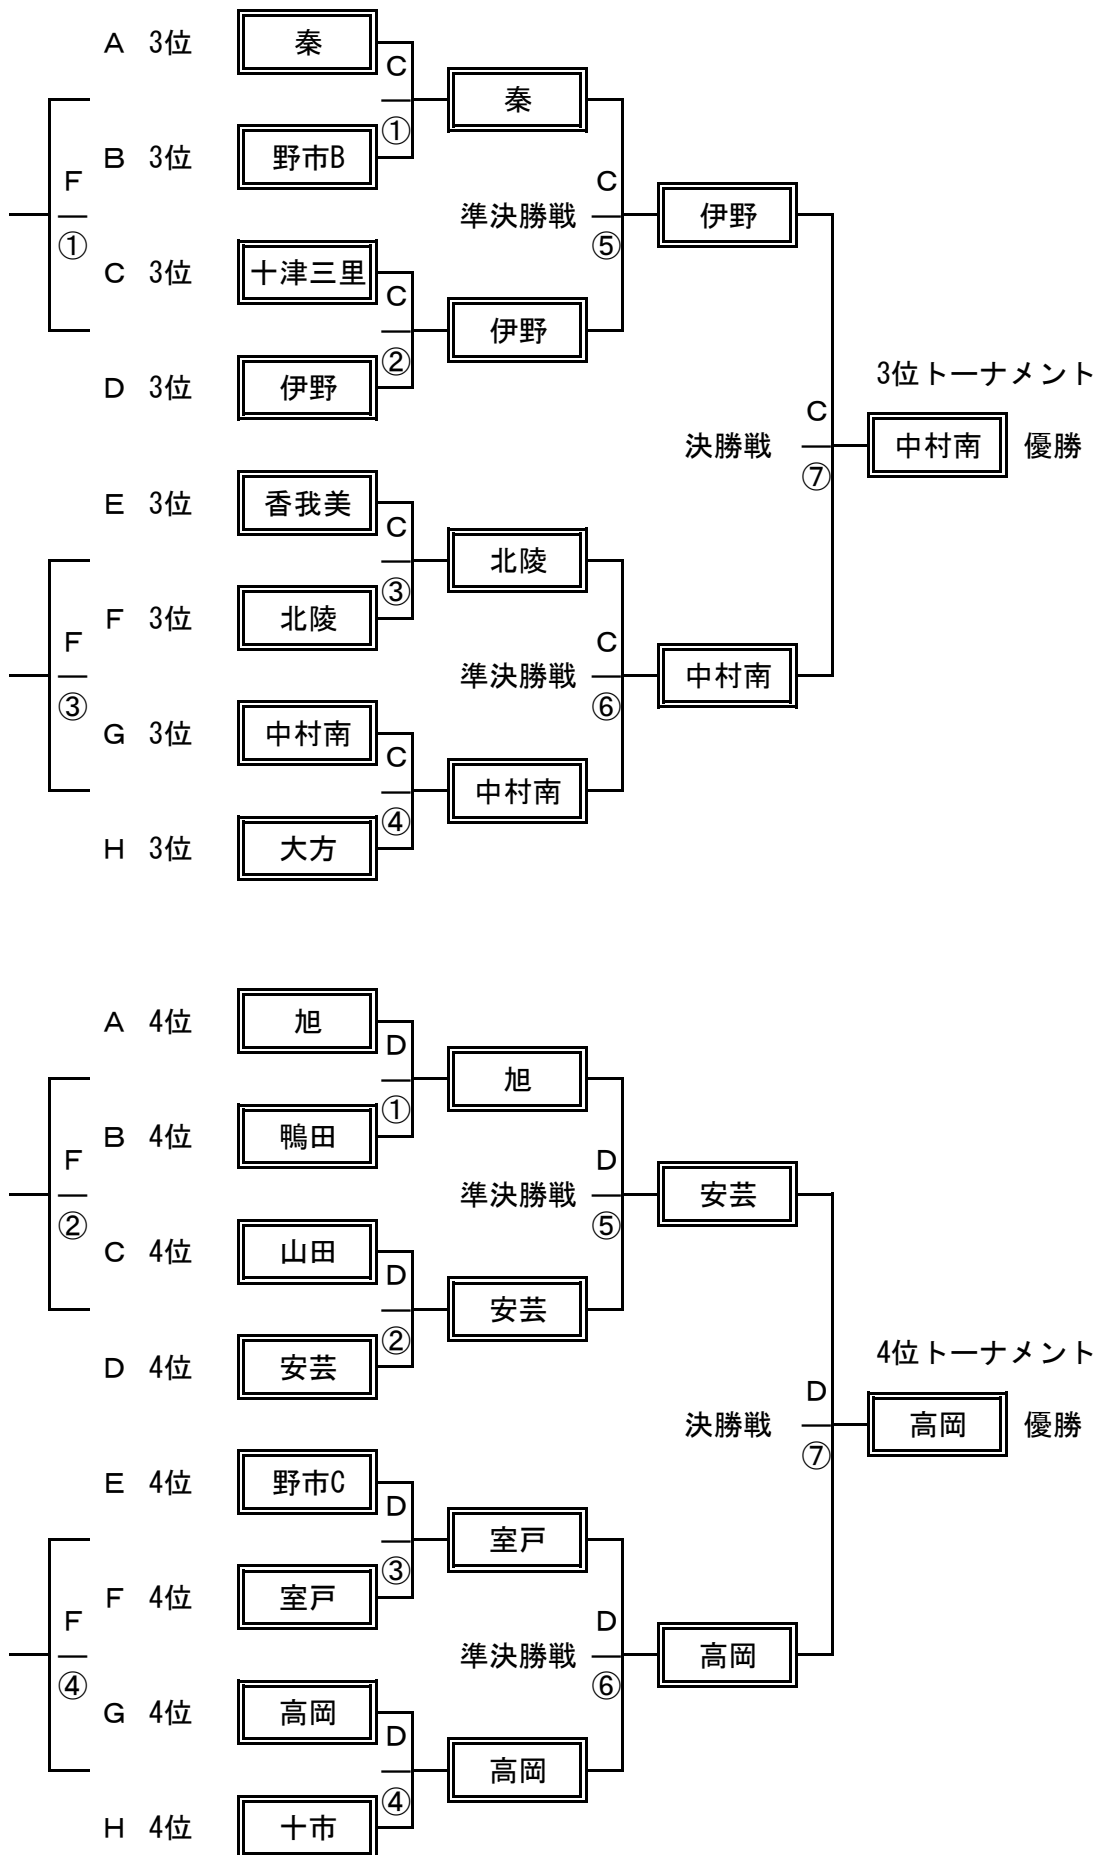 A 3位 秦
C
①
秦
B 3位 野市B
F
①
C
準決勝戦
⑤
伊野
C 3位 十津三里
C
②
伊野
D 3位 伊野
3位トーナメント
C
決勝戦
⑦
中村南 優勝
E 3位 香我美
C
③
北陵
F 3位 北陵
F
③
C
準決勝戦
⑥
中村南
G 3位 中村南
C
④
中村南
H 3位 大方
A 4位 旭
D
①
旭
B 4位 鴨田
F
②
D
準決勝戦
⑤
安芸
C 4位 山田
D
②
安芸
D 4位 安芸
4位トーナメント
D
決勝戦
⑦
高岡 優勝
E 4位 野市C
D
③
室戸
F 4位 室戸
F
④
D
準決勝戦
⑥
高岡
G 4位 高岡
D
④
高岡
H 4位 十市